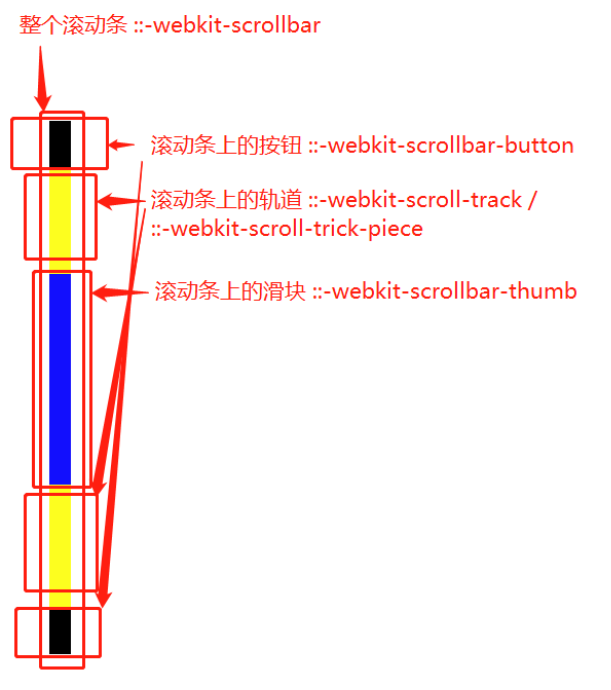 整个滚动条 ::-webkit-scrollbar
滚动条上的按钮 ::-webkit-scrollbar-button
滚动条上的轨道 ::-webkit-scroll-track /
::-webkit-scroll-trick-piece
滚动条上的滑块 ::-webkit-scrollbar-thumb